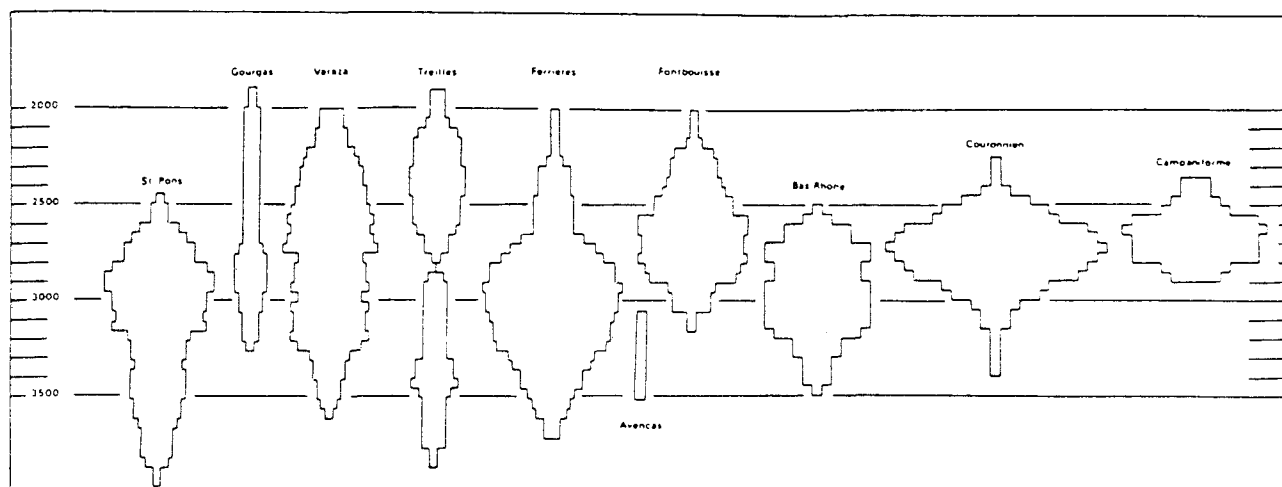 Gourgas Veraza Treilles Ferrieres Fontbouisse
2000
Couronnien
Campaniforme
St Pons
Bas Rhone
2500
3000
3500
Avencas